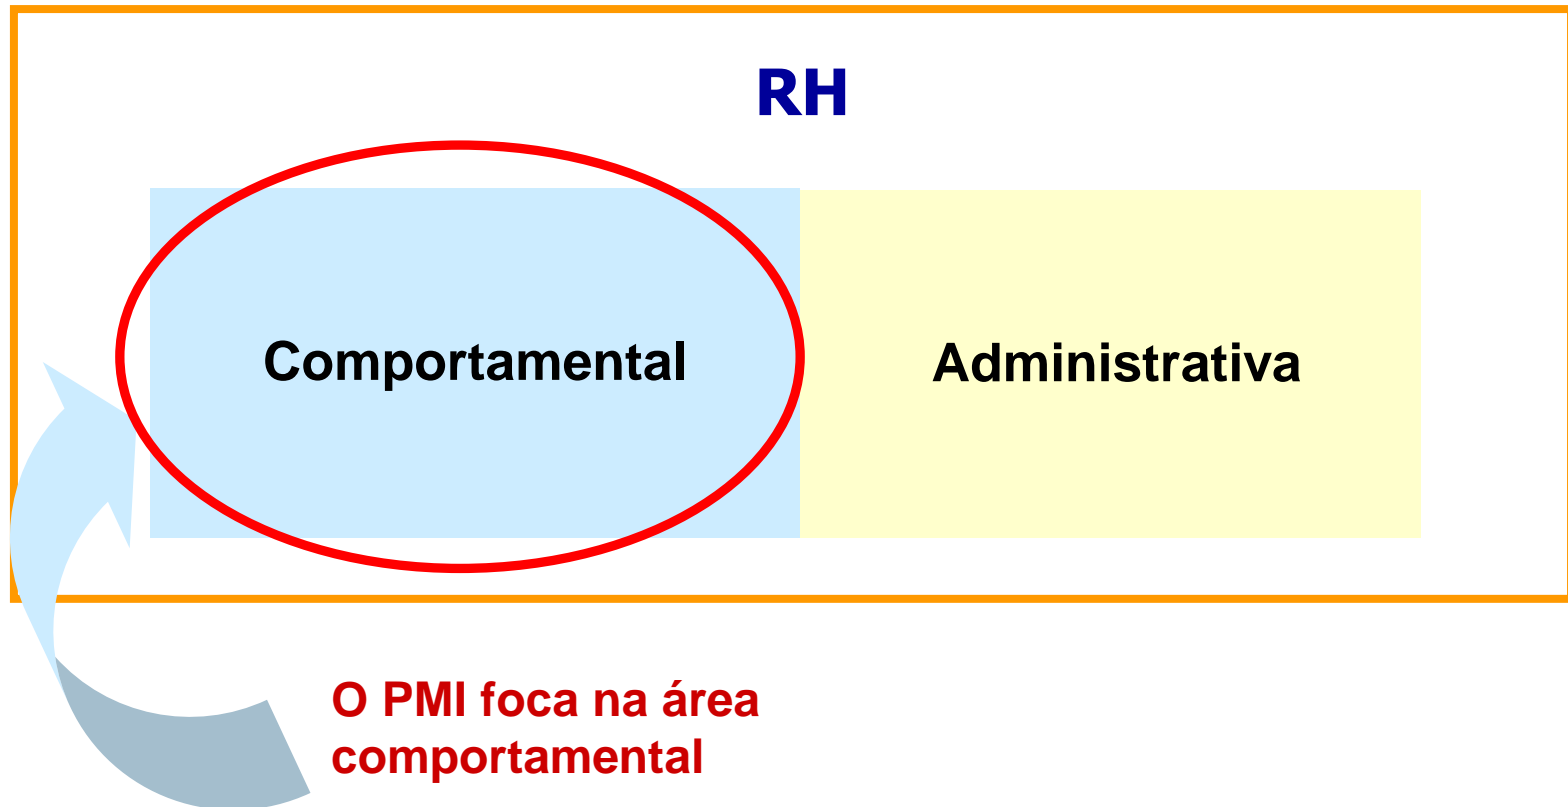 RH
Comportamental
Administrativa
O PMI foca na área
comportamental